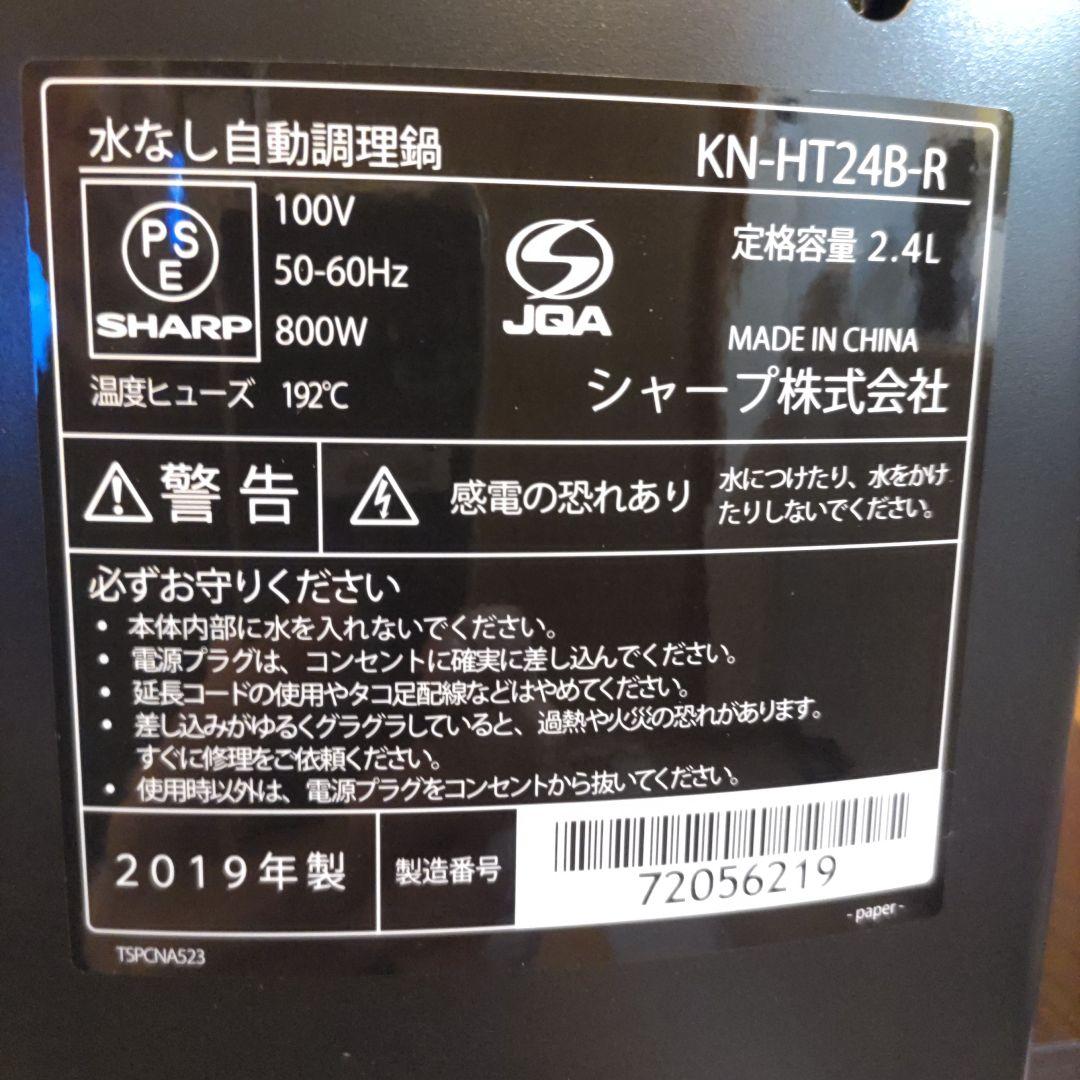 水なし自動調理鍋
KN-HT24B-R
PSE
SHARP
100V
50-60Hz
800W
JQA
定格容量 2.4L
MADE IN CHINA
温度ヒューズ 192℃
シャープ株式会社
警告
感電の恐れあり
水につけたり、水をかけ
たりしないでください。
必ずお守りください
• 本体内部に水を入れないでください。
• 電源プラグは、コンセントに確実に差し込んでください。
• 延長コードの使用やタコ足配線などはやめてください。
• 差し込みがゆるくグラグラしていると、過熱や火災の恐れがあります。
すぐに修理をご依頼ください。
• 使用時以外は、電源プラグをコンセントから抜いてください。
2019年製
製造番号
72056219
- paper -
TSPCNA523